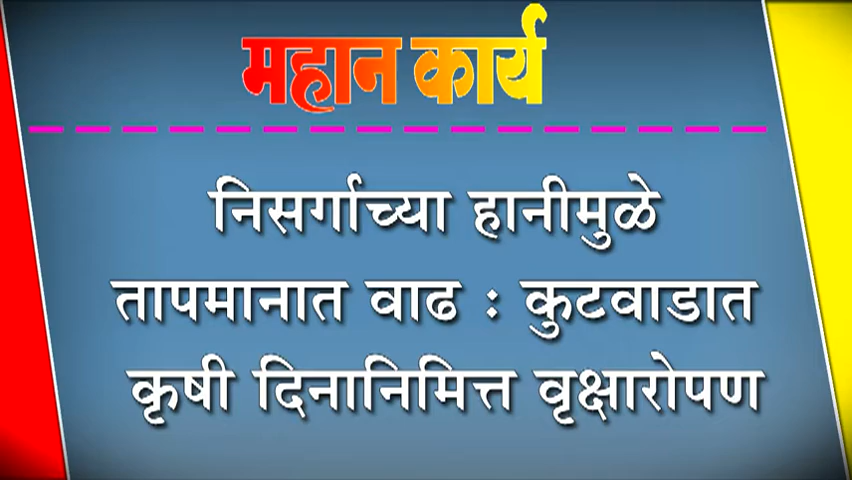 महान कार्य
निसर्गाच्या हानीमुळे
तापमानात वाढ : कुटवाडात
कृषी दिनानिमित्त वृक्षारोपण